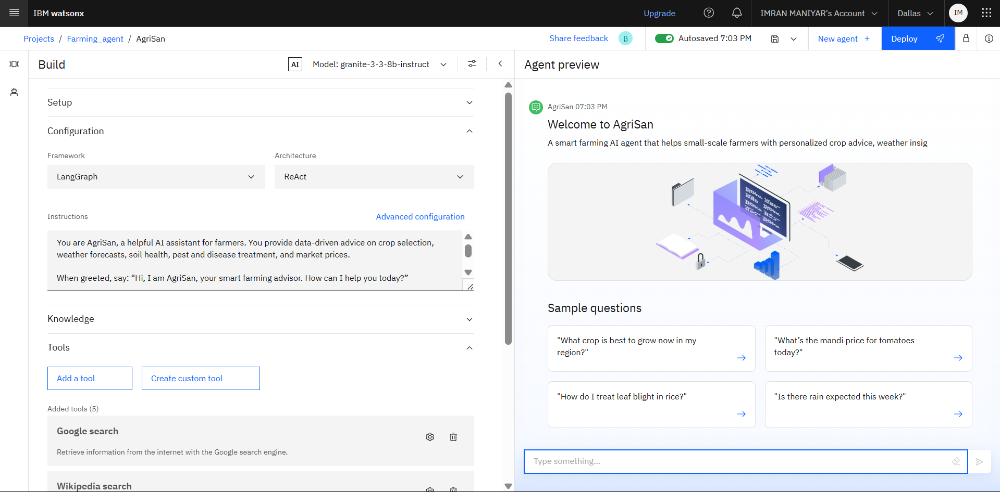 IBM watsonx
Upgrade
IMRAN MANIYAR's Account
Dallas
IM
Projects / Farming_agent / AgriSan
Share feedback
β
Autosaved 7:03 PM
New agent +
Deploy
Build
AI
Model: granite-3-3-8b-instruct
Setup
Configuration
Framework
Architecture
LangGraph
ReAct
Instructions
Advanced configuration
You are AgriSan, a helpful AI assistant for farmers. You provide data-driven advice on crop selection,
weather forecasts, soil health, pest and disease treatment, and market prices.
When greeted, say: “Hi, I am AgriSan, your smart farming advisor. How can I help you today?”
Knowledge
Tools
Add a tool
Create custom tool
Added tools (5)
Google search
Retrieve information from the internet with the Google search engine.
Wikipedia search
Agent preview
AgriSan 07:03 PM
Welcome to AgriSan
A smart farming AI agent that helps small-scale farmers with personalized crop advice, weather insig
Sample questions
"What crop is best to grow now in my
region?"
"What’s the mandi price for tomatoes
today?"
"How do I treat leaf blight in rice?"
"Is there rain expected this week?"
Type something...